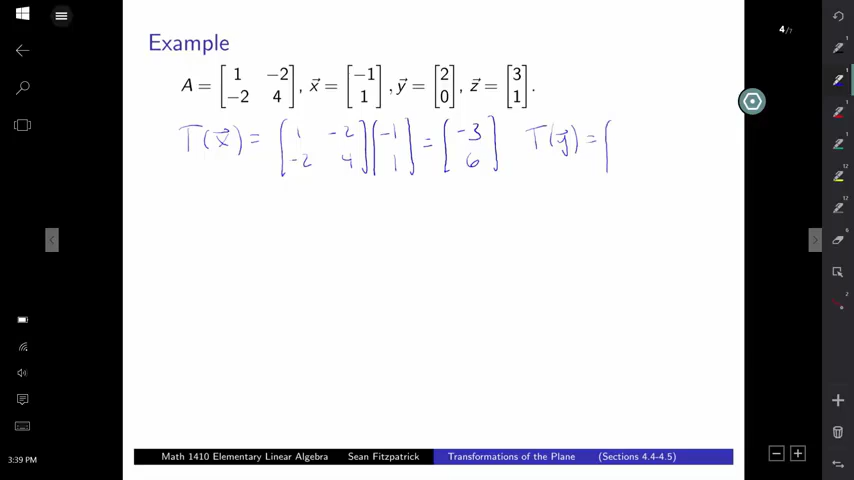 4/7
Example
A = [1 -2; -2 4], x⃗ = [-1; 1], y⃗ = [2; 0], z⃗ = [3; 1].
T(x⃗) = [1 -2; -2 4][-1; 1] = [-3; 6] T(y⃗) = [
3:39 PM
Math 1410 Elementary Linear Algebra Sean Fitzpatrick Transformations of the Plane (Sections 4.4-4.5)